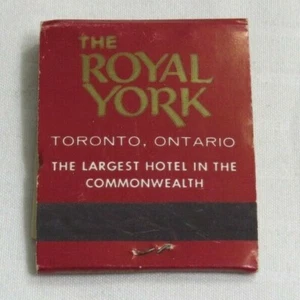 THE
ROYAL
YORK
TORONTO, ONTARIO
THE LARGEST HOTEL IN THE
COMMONWEALTH